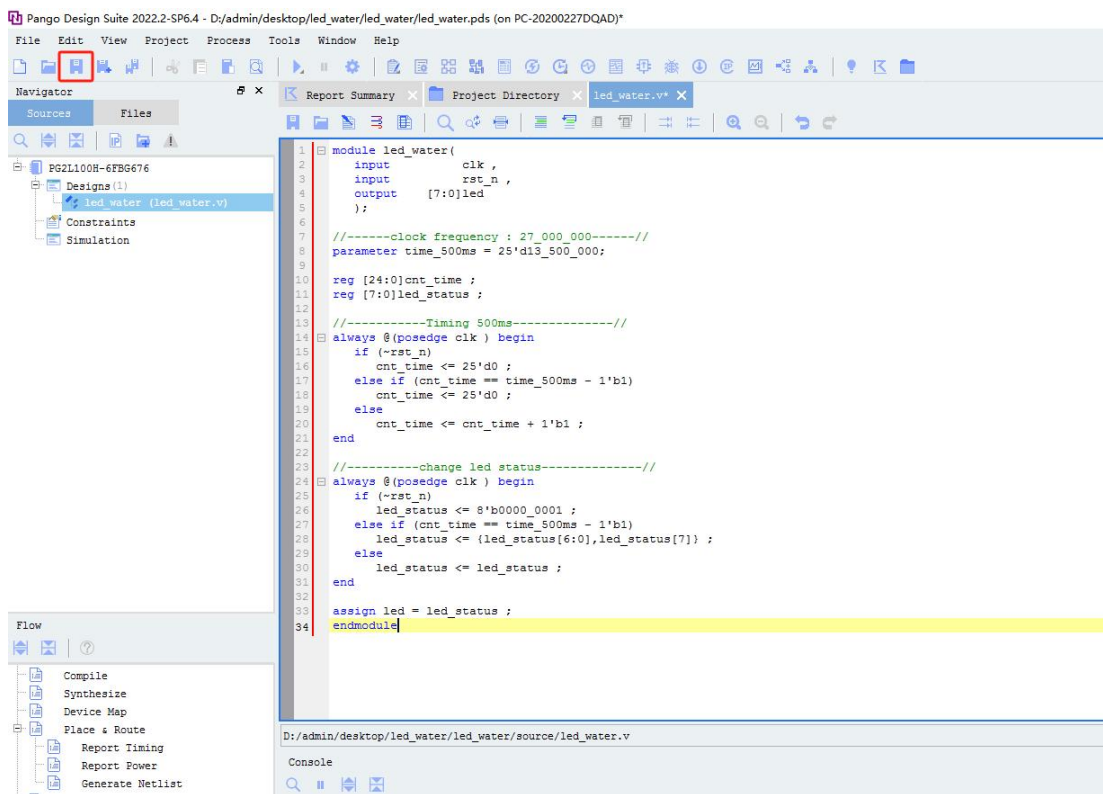 Pango Design Suite 2022.2-SP6.4 - D:/admin/desktop/led_water/led_water/led_water.pds (on PC-20200227DQAD)*
File Edit View Project Process Tools Window Help
Navigator
Sources Files
PG2L100H-6FBG676
Designs(1)
led_water (led_water.v)
Constraints
Simulation
Report Summary Project Directory led_water.v*
1 module led_water(
2 input clk ,
3 input rst_n ,
4 output [7:0]led
5 );
6
7 //------clock frequency : 27_000_000------//
8 parameter time_500ms = 25'd13_500_000;
9
10 reg [24:0]cnt_time ;
11 reg [7:0]led_status ;
12
13 //-----------Timing 500ms--------------//
14 always @(posedge clk ) begin
15 if (~rst_n)
16 cnt_time <= 25'd0 ;
17 else if (cnt_time == time_500ms - 1'b1)
18 cnt_time <= 25'd0 ;
19 else
20 cnt_time <= cnt_time + 1'b1 ;
21 end
22
23 //----------change led status--------------//
24 always @(posedge clk ) begin
25 if (~rst_n)
26 led_status <= 8'b0000_0001 ;
27 else if (cnt_time == time_500ms - 1'b1)
28 led_status <= {led_status[6:0],led_status[7]} ;
29 else
30 led_status <= led_status ;
31 end
32
33 assign led = led_status ;
34 endmodule
Flow
Compile
Synthesize
Device Map
Place & Route
Report Timing
Report Power
Generate Netlist
D:/admin/desktop/led_water/led_water/source/led_water.v
Console